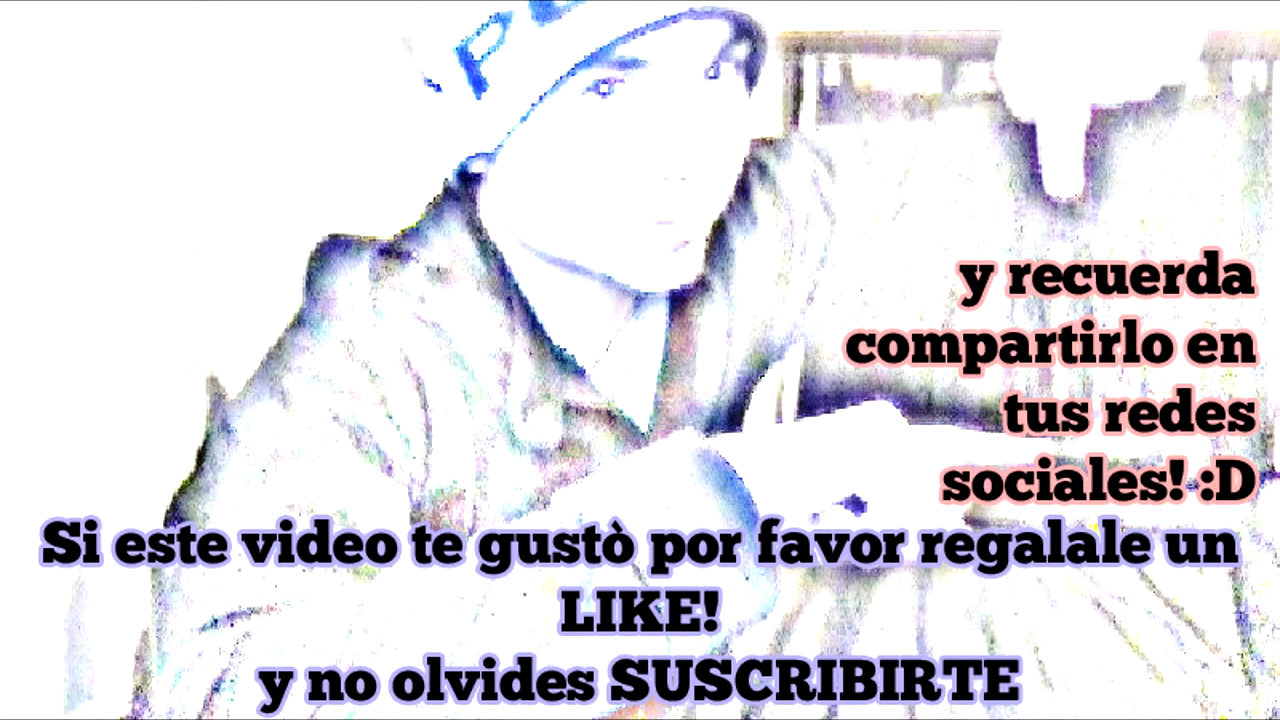 y recuerda
compartirlo en
tus redes
sociales! :D
Si este video te gustò por favor regalale un
LIKE!
y no olvides SUSCRIBIRTE